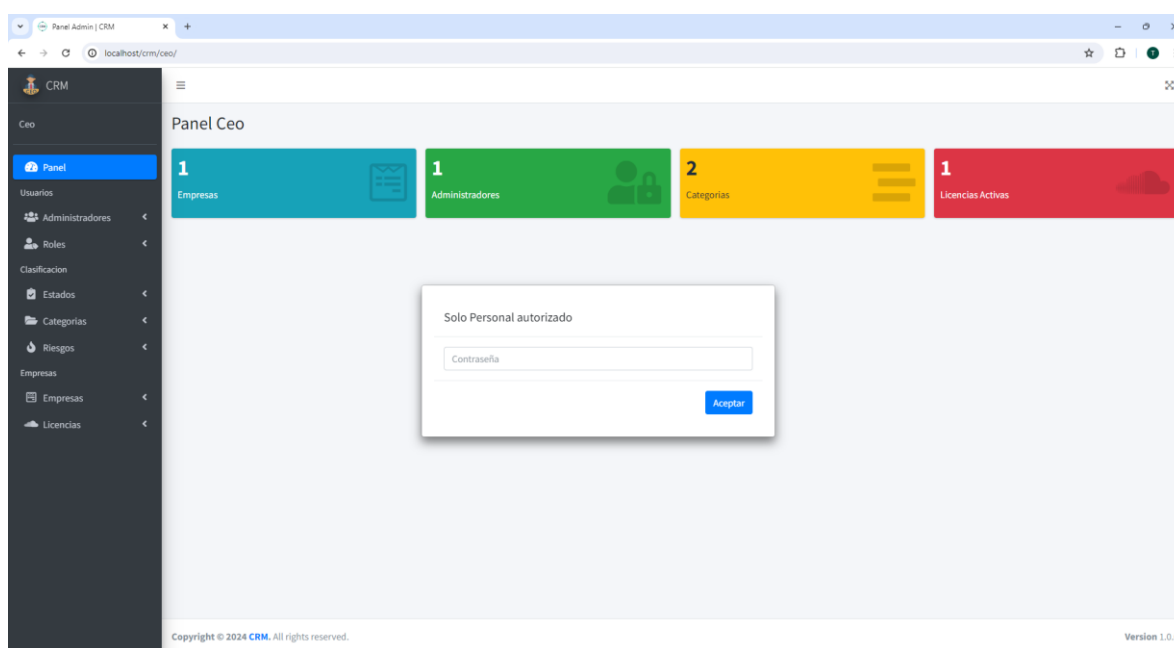 Panel Admin | CRM
localhost/crm/ceo/
T
CRM
Ceo
Panel
Usuarios
Administradores
Roles
Clasificacion
Estados
Categorias
Riesgos
Empresas
Empresas
Licencias
Panel Ceo
1
Empresas
1
Administradores
2
Categorias
1
Licencias Activas
Solo Personal autorizado
Contraseña
Aceptar
Copyright © 2024 CRM. All rights reserved.
Version 1.0.